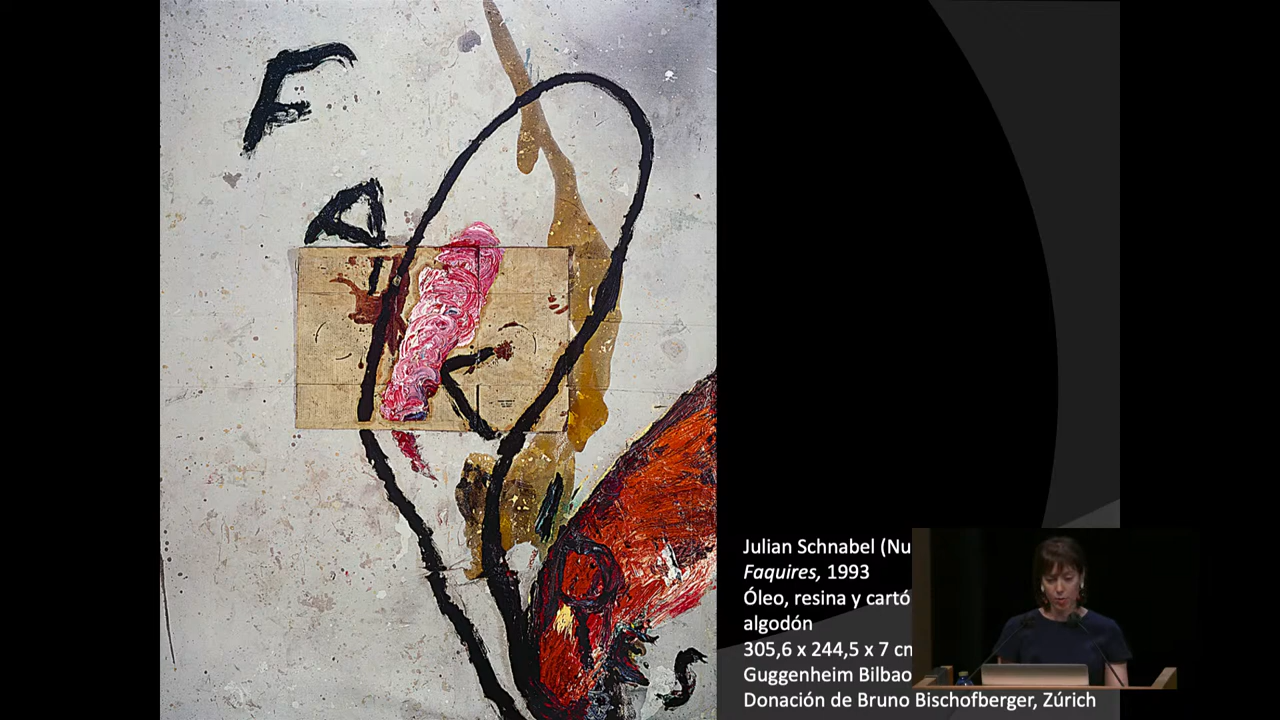 F
A
K
I
R
S
Julian Schnabel (Nu
Faquires, 1993
Óleo, resina y cartó
algodón
305,6 x 244,5 x 7 cm
Guggenheim Bilbao
Donación de Bruno Bischofberger, Zúrich